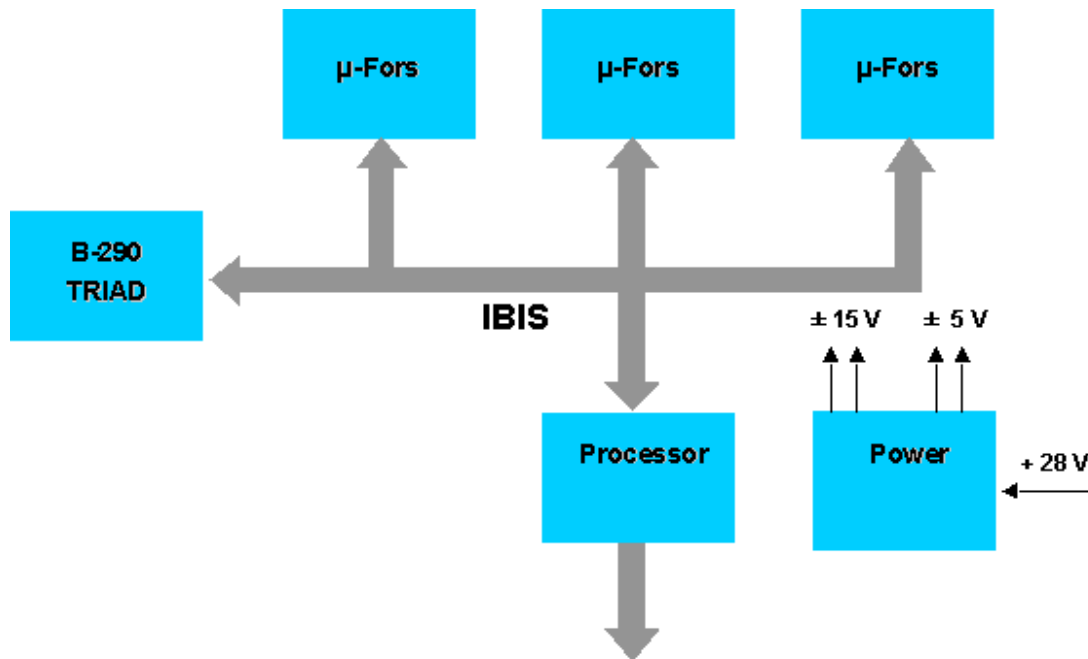 µ-Fors
µ-Fors
µ-Fors
B-290
TRIAD
IBIS
± 15 V
± 5 V
Processor
Power
+ 28 V